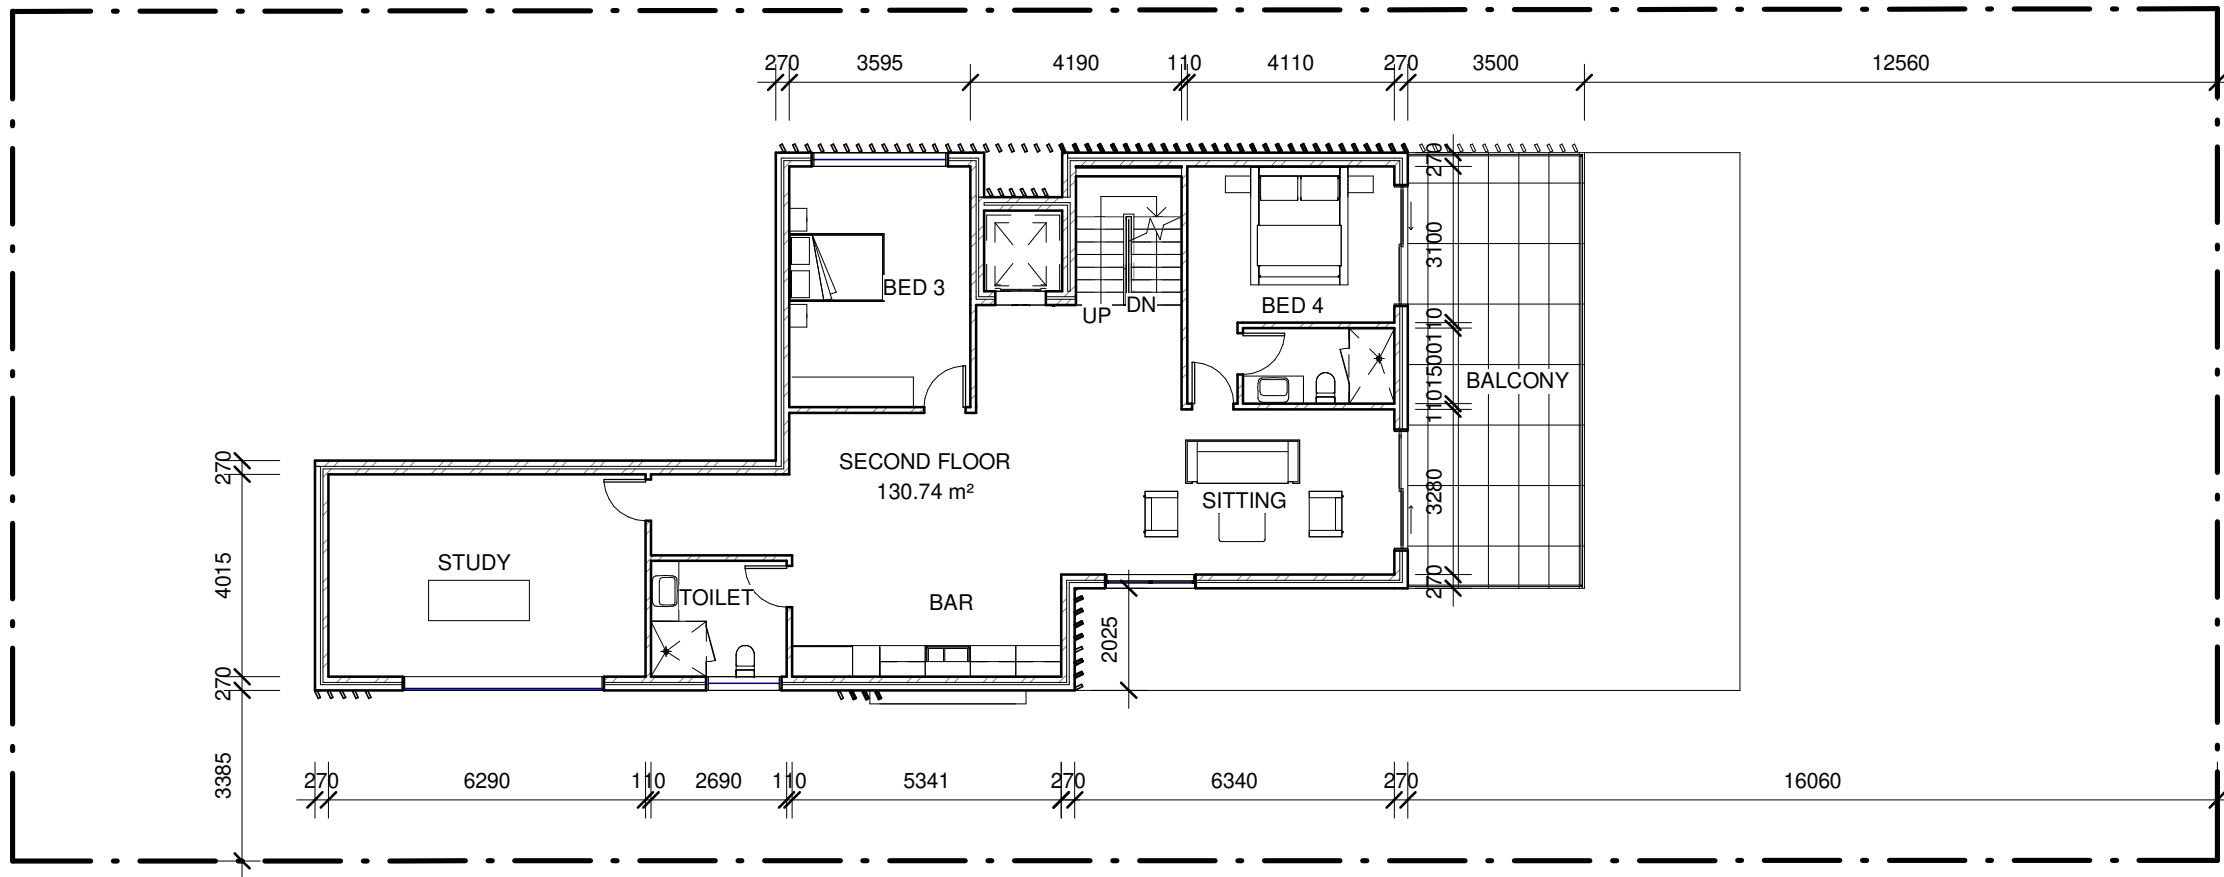 270 3595 4190 110 4110 270 3500 12560
270
3100
110
1500
110
3280
270
BED 3
UP
DN
BED 4
BALCONY
SECOND FLOOR
130.74 m²
SITTING
STUDY
TOILET
BAR
2025
270
4015
270
3385
270 6290 110 2690 110 5341 270 6340 270 16060